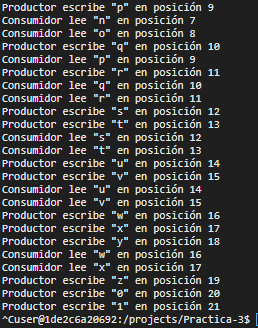 Productor escribe "p" en posición 9
Consumidor lee "n" en posición 7
Consumidor lee "o" en posición 8
Productor escribe "q" en posición 10
Consumidor lee "p" en posición 9
Productor escribe "r" en posición 11
Consumidor lee "q" en posición 10
Consumidor lee "r" en posición 11
Productor escribe "s" en posición 12
Productor escribe "t" en posición 13
Consumidor lee "s" en posición 12
Consumidor lee "t" en posición 13
Productor escribe "u" en posición 14
Productor escribe "v" en posición 15
Consumidor lee "u" en posición 14
Consumidor lee "v" en posición 15
Productor escribe "w" en posición 16
Productor escribe "x" en posición 17
Productor escribe "y" en posición 18
Consumidor lee "w" en posición 16
Consumidor lee "x" en posición 17
Productor escribe "z" en posición 19
Productor escribe "0" en posición 20
Productor escribe "1" en posición 21
^Cuser@1de2c6a20692:/projects/Practica-3$